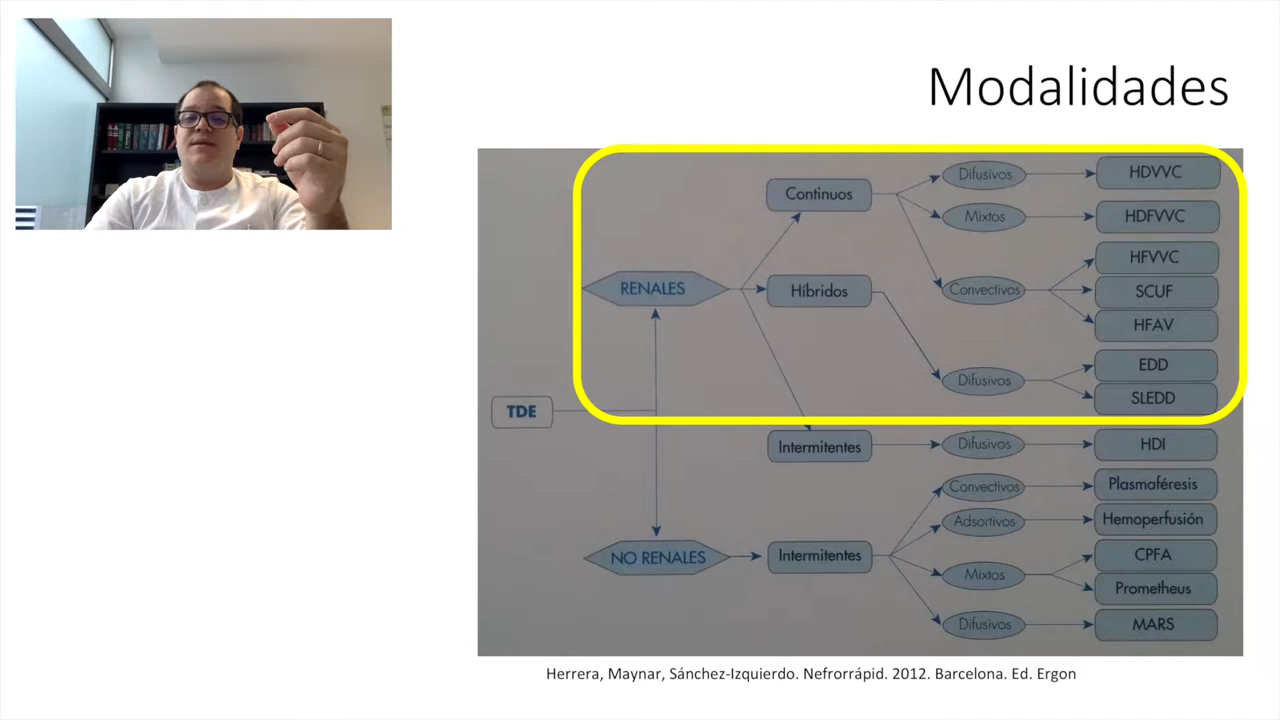 Modalidades
Difusivos
HDVVC
Continuos
Mixtos
HDFVVC
HFVVC
RENALES
Híbridos
Convectivos
SCUF
HFAV
EDD
Difusivos
SLEDD
TDE
Intermitentes
Difusivos
HDI
Convectivos
Plasmaféresis
Adsortivos
Hemoperfusión
NO RENALES
Intermitentes
CPFA
Mixtos
Prometheus
Difusivos
MARS
Herrera, Maynar, Sánchez-Izquierdo. Nefrorrápid. 2012. Barcelona. Ed. Ergon